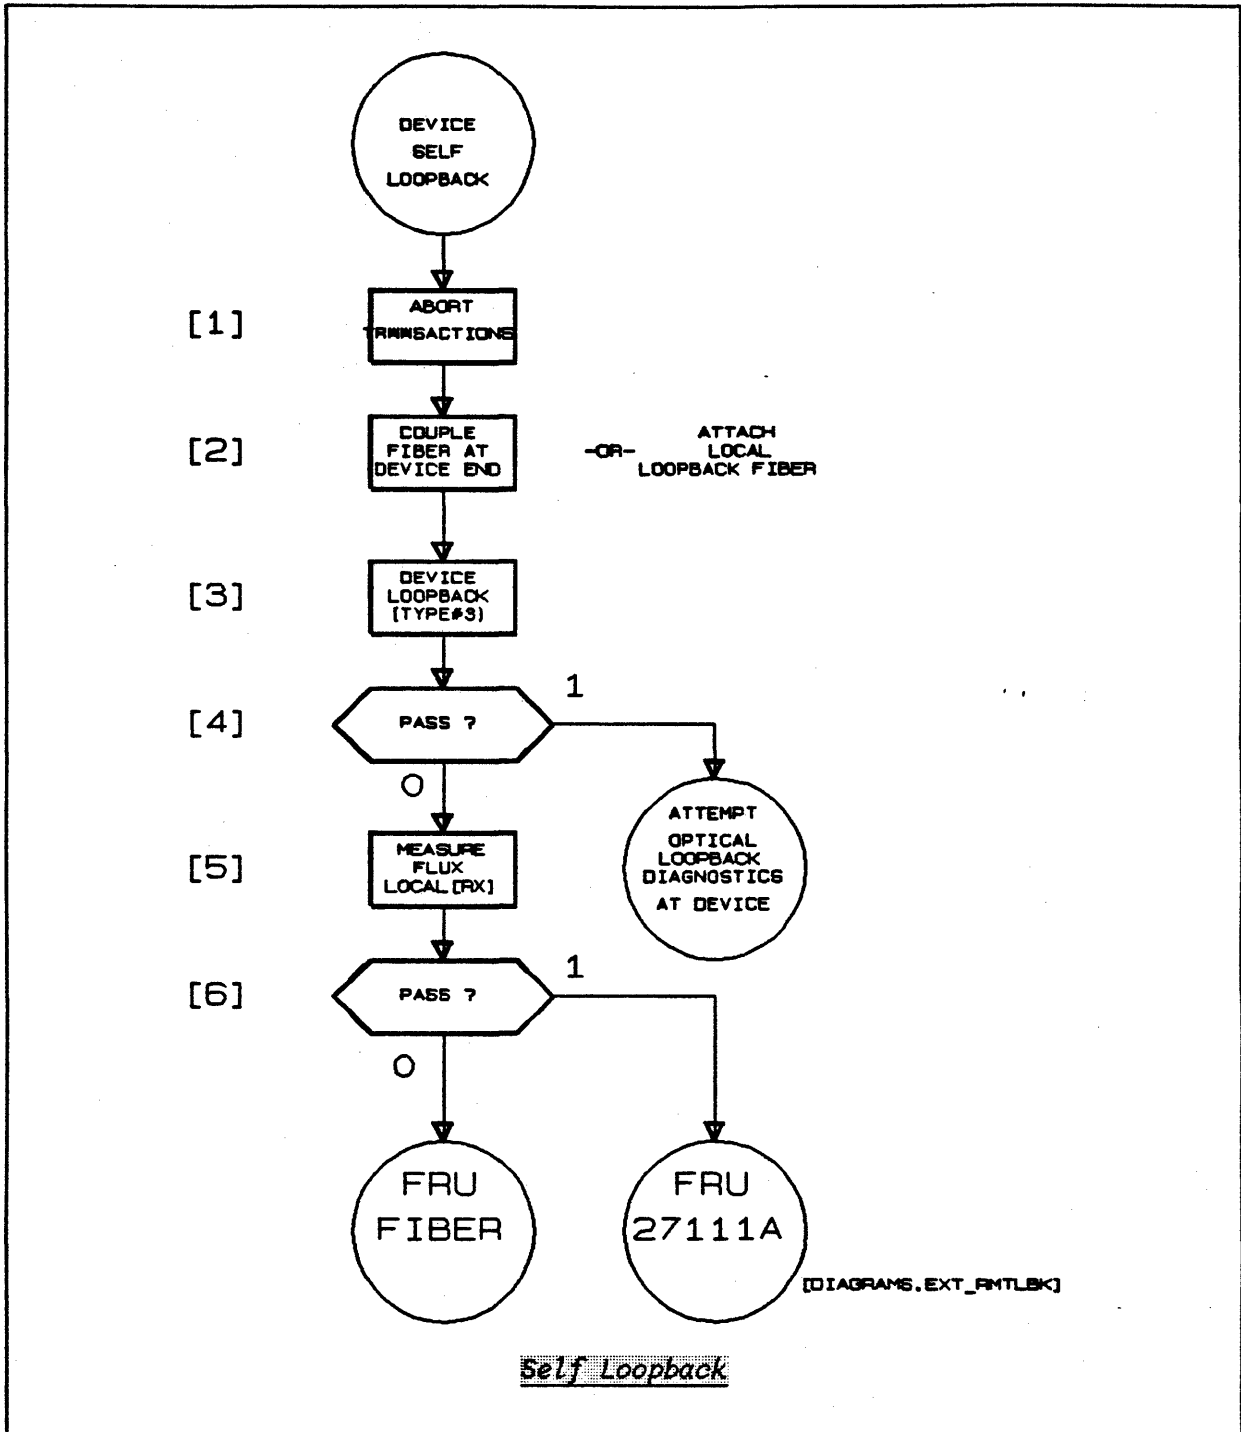 DEVICE
SELF
LOOPBACK
[1]
ABORT
[2]
COUPLE
FIBER AT
DEVICE END
-OR-
ATTACH
LOCAL
LOOPBACK FIBER
[3]
DEVICE
LOOPBACK
(TYPE#3)
[4]
PASS ?
1
0
ATTEMPT
OPTICAL
LOOPBACK
DIAGNOSTICS
AT DEVICE
[5]
MEASURE
FLUX
LOCAL[RX]
[6]
PASS ?
1
0
FRU
FIBER
FRU
27111A
[DIAGRAMS.EXT_RMTLBK]
Self Loopback